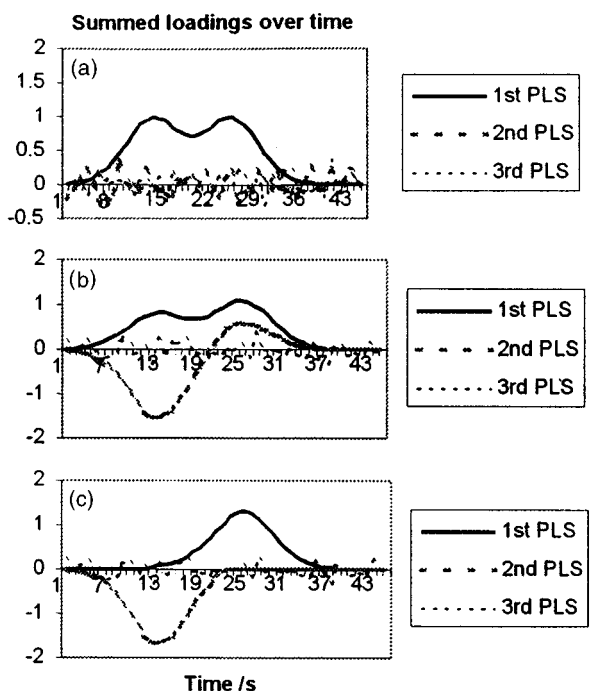 Summed loadings over time
2
(a)
1.5
1
0.5
0
-0.5
1 8 15 22 29 36 43
1st PLS
2nd PLS
3rd PLS
2
(b)
1
0
-1
-2
1 7 13 19 25 31 37 43
1st PLS
2nd PLS
3rd PLS
2
(c)
1
0
-1
-2
1 7 13 19 25 31 37 43
1st PLS
2nd PLS
3rd PLS
Time /s